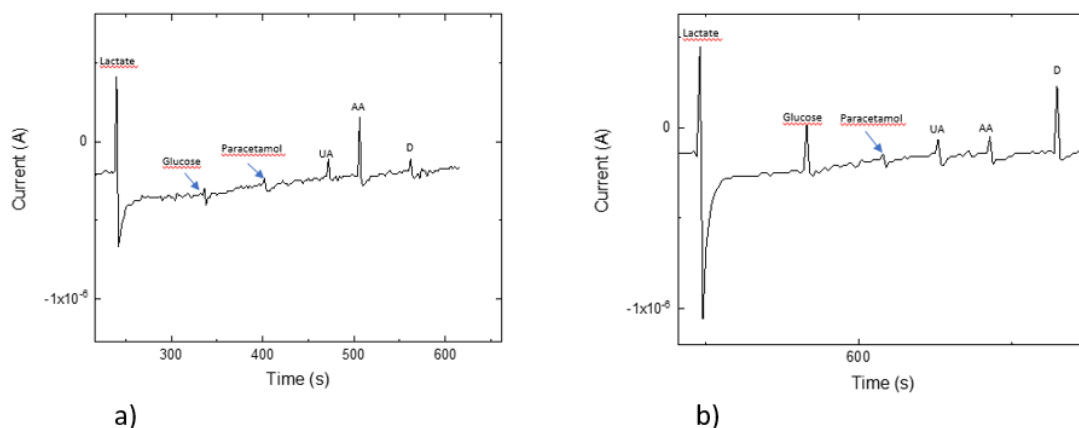 Lactate
AA
Paracetamol
Glucose
UA
D
0
-1x10⁻⁶
Current (A)
300
400
500
600
Time (s)
a)
Lactate
D
Glucose
Paracetamol
UA
AA
0
-1x10⁻⁶
Current (A)
600
Time (s)
b)